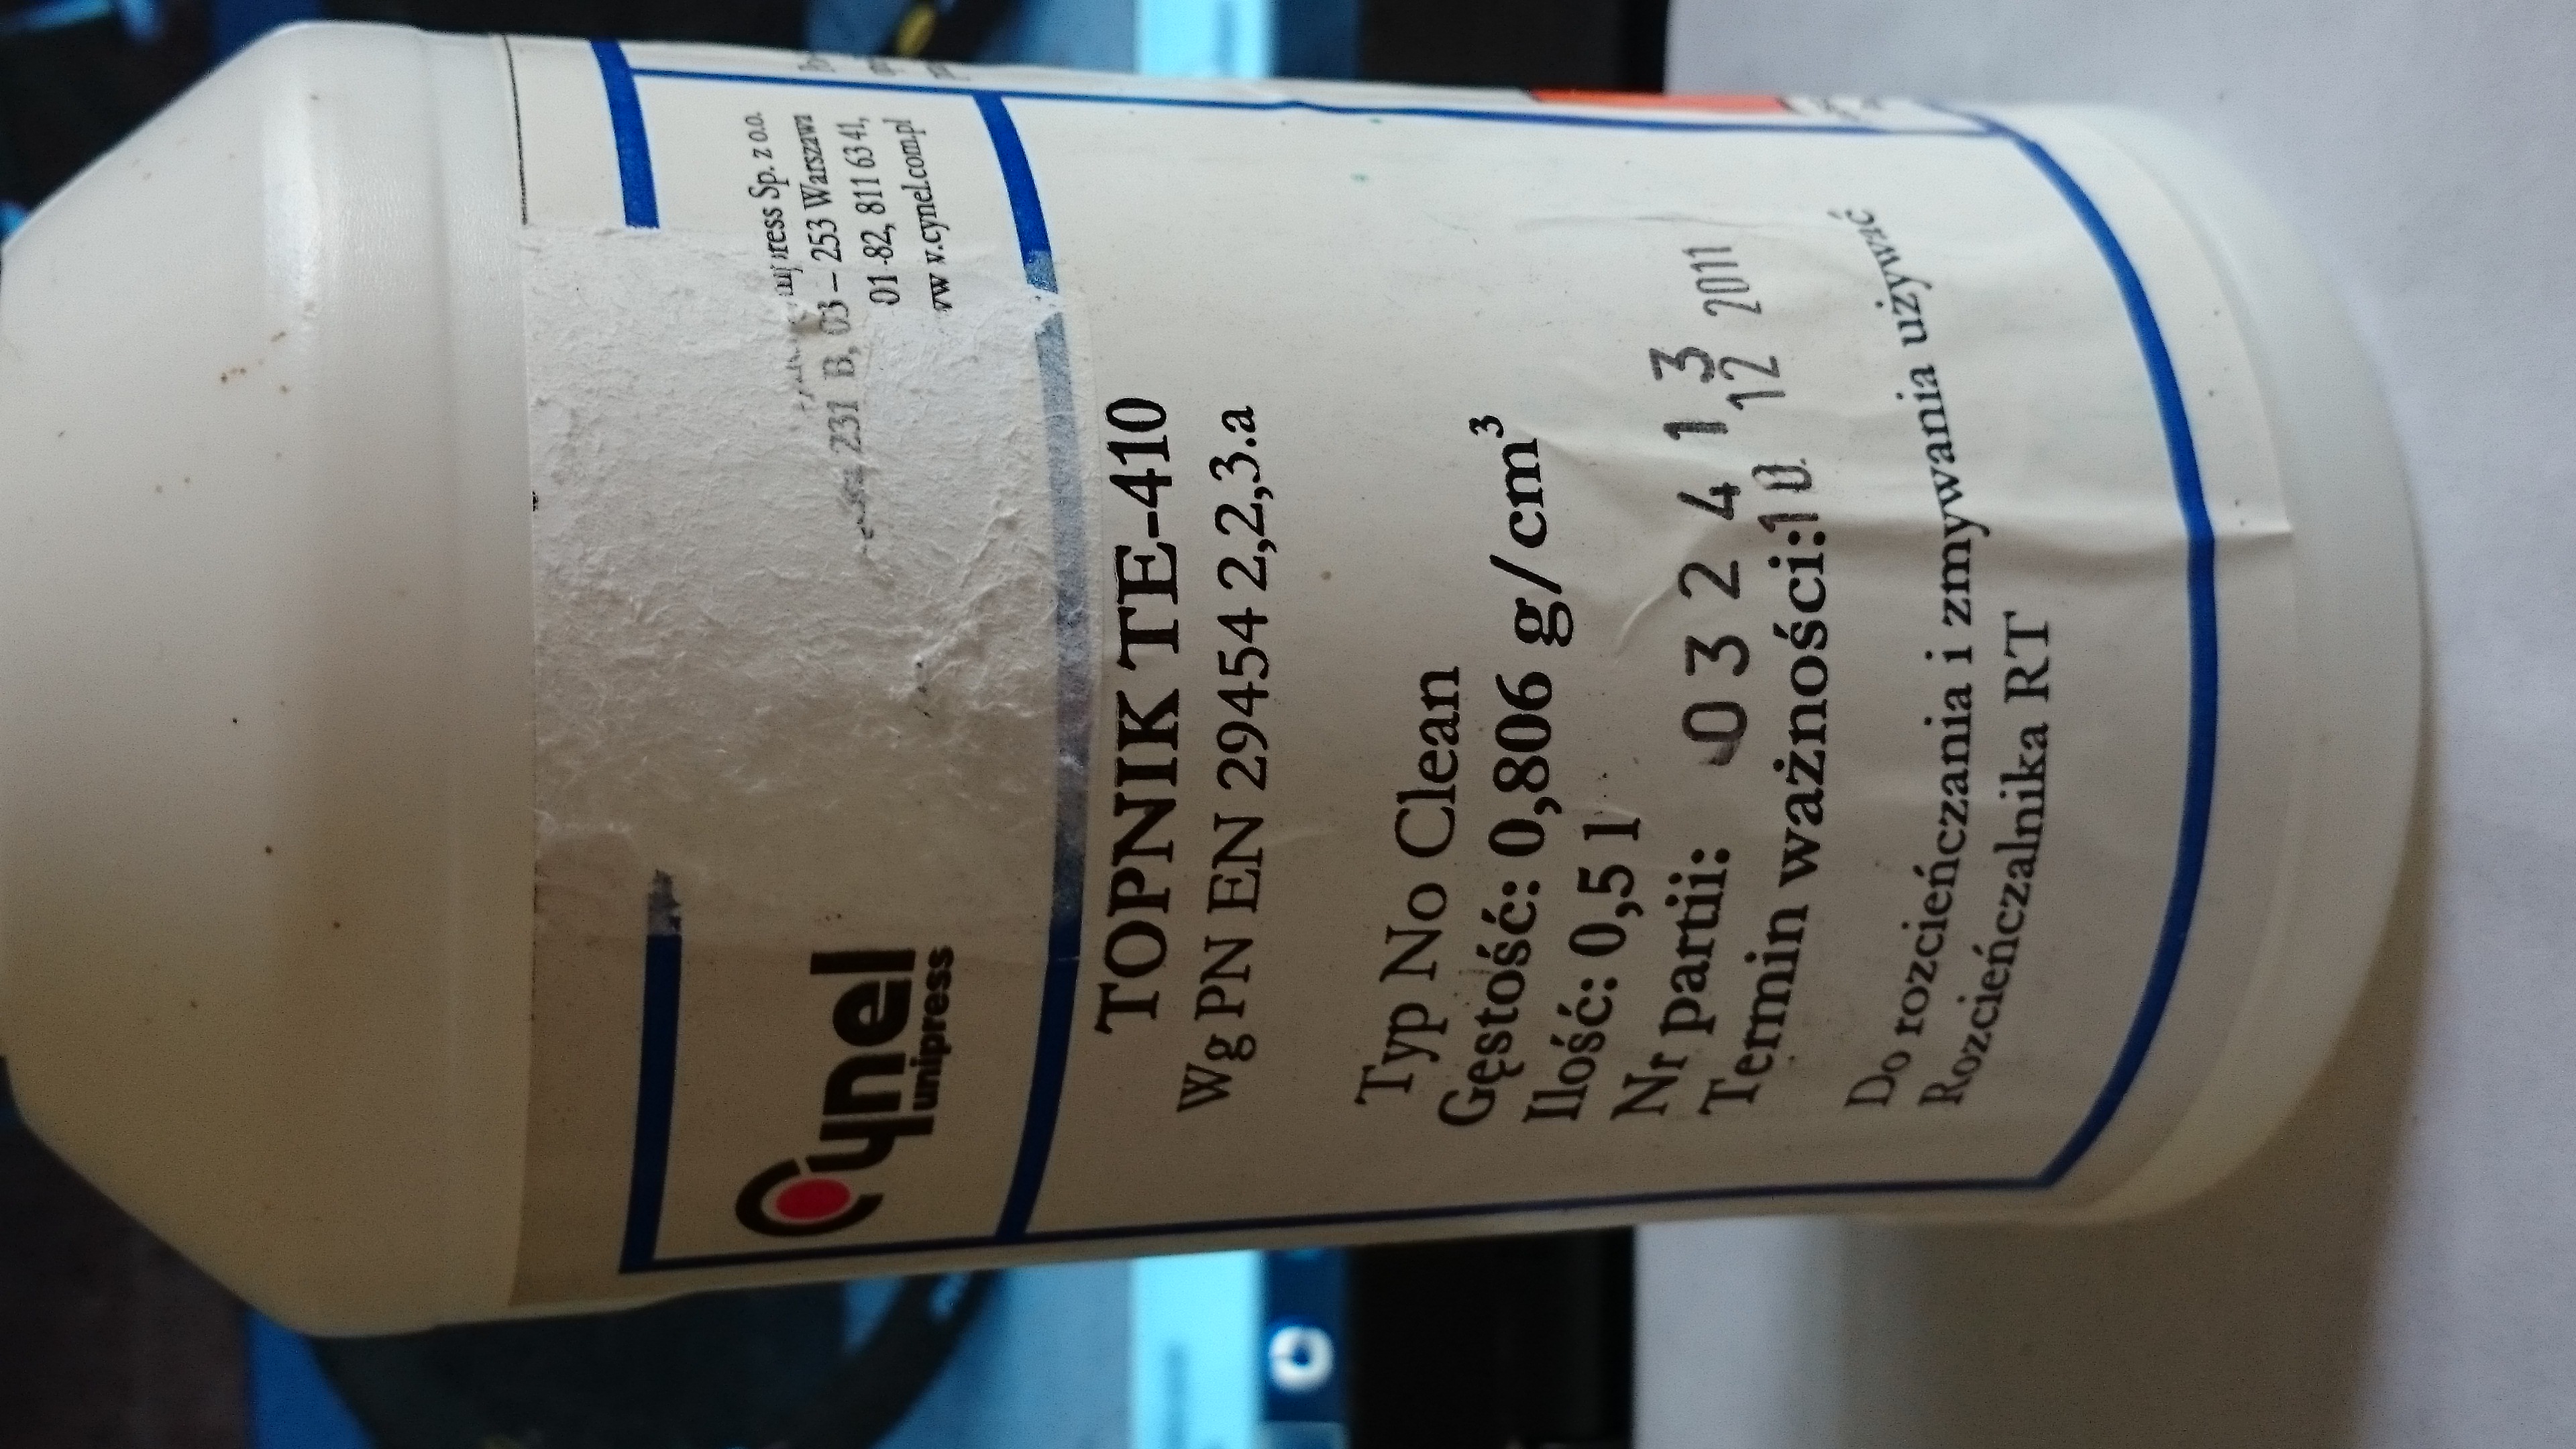 Cynel
unipress
ress Sp. z o.o.
231 B, 03 – 253 Warszawa
01-82, 811 63 41,
w.cynel.com.pl
TOPNIK TE-410
Wg PN EN 29454 2,2,3.a
Typ No Clean
Gęstość: 0,806 g/cm³
Ilość: 0,5 l
Nr partii: 0 3 2 4 1 3
Termin ważności: 10. 12 2011
Do rozcieńczania i zmywania używać
Rozcieńczalnika RT